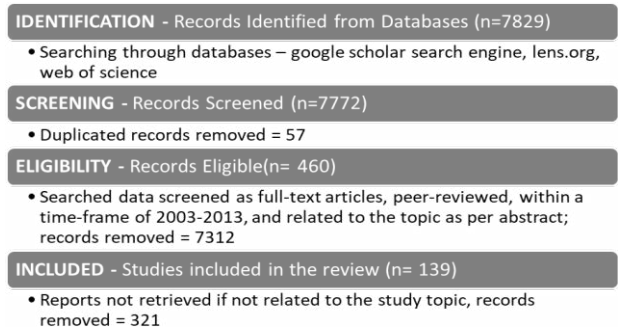 IDENTIFICATION - Records Identified from Databases (n=7829)
• Searching through databases – google scholar search engine, lens.org,
web of science
SCREENING - Records Screened (n=7772)
• Duplicated records removed = 57
ELIGIBILITY - Records Eligible(n= 460)
• Searched data screened as full-text articles, peer-reviewed, within a
time-frame of 2003-2013, and related to the topic as per abstract;
records removed = 7312
INCLUDED - Studies included in the review (n= 139)
• Reports not retrieved if not related to the study topic, records
removed = 321